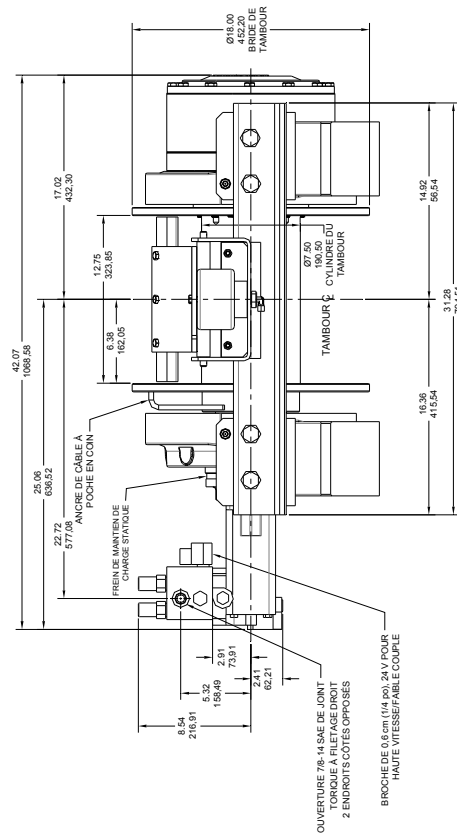 Ø18.00
452,20
BRIDE DE
TAMBOUR
42.07
1068,58
17.02
432,30
25.06
636,52
12.75
323,85
6.38
162,05
22.72
577,08
ANCRE DE CÂBLE À
POCHE EN COIN
FREIN DE MAINTIEN DE
CHARGE STATIQUE
Ø7.50
190,50
CYLINDRE DU
TAMBOUR
TAMBOUR ℄
14.92
56,54
31.28
16.36
415,54
8.54
216,91
5.32
158,49
2.91
73,91
2.41
62,21
OUVERTURE 7/8-14 SAE DE JOINT
TORIQUE À FILETAGE DROIT
2 ENDROITS CÔTÉS OPPOSÉS
BROCHE DE 0,6 cm (1/4 po), 24 V POUR
HAUTE VITESSE/FAIBLE COUPLE